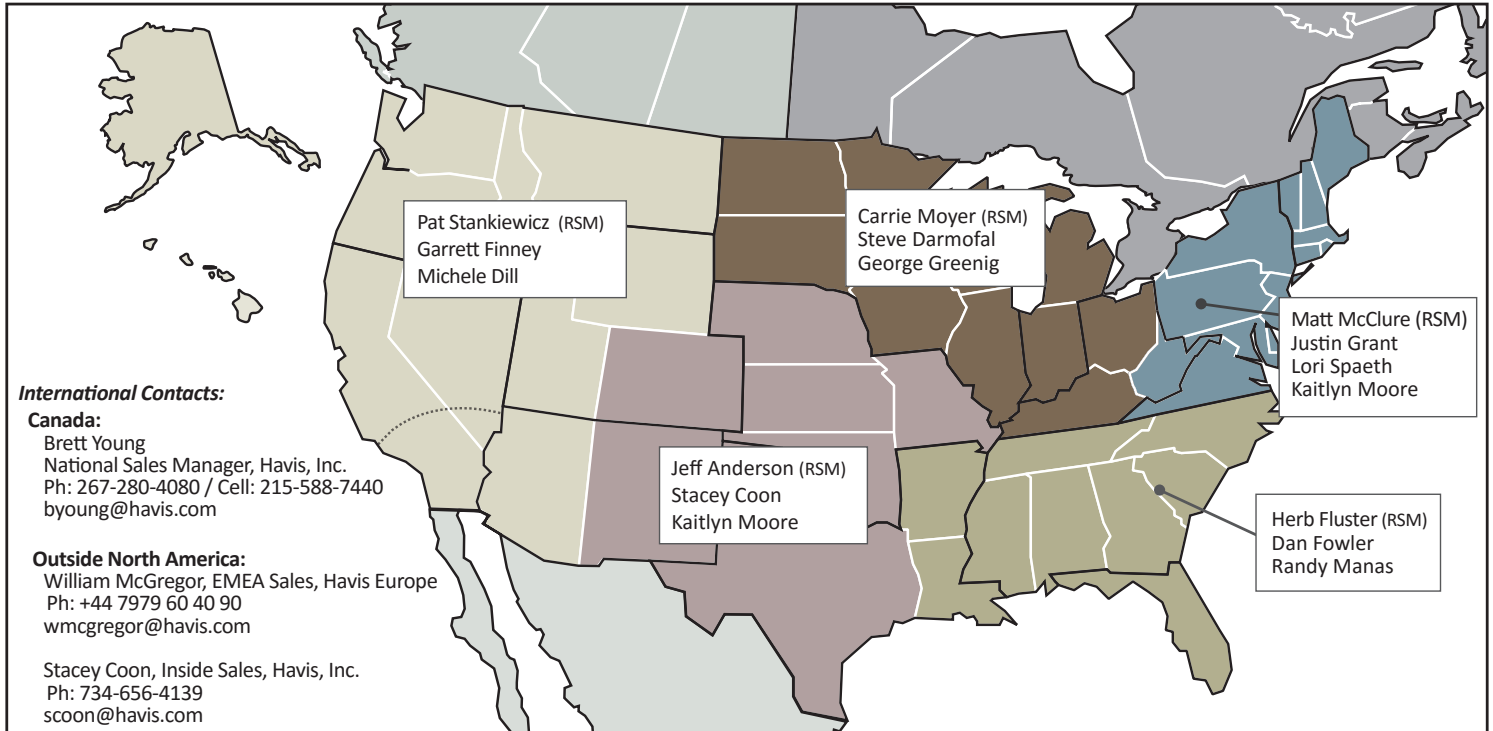 Pat Stankiewicz (RSM)
Garrett Finney
Michele Dill
Carrie Moyer (RSM)
Steve Darmofal
George Greenig
Matt McClure (RSM)
Justin Grant
Lori Spaeth
Kaitlyn Moore
Jeff Anderson (RSM)
Stacey Coon
Kaitlyn Moore
Herb Fluster (RSM)
Dan Fowler
Randy Manas
International Contacts:
Canada:
Brett Young
National Sales Manager, Havis, Inc.
Ph: 267-280-4080 / Cell: 215-588-7440
byoung@havis.com
Outside North America:
William McGregor, EMEA Sales, Havis Europe
Ph: +44 7979 60 40 90
wmcgregor@havis.com
Stacey Coon, Inside Sales, Havis, Inc.
Ph: 734-656-4139
scoon@havis.com